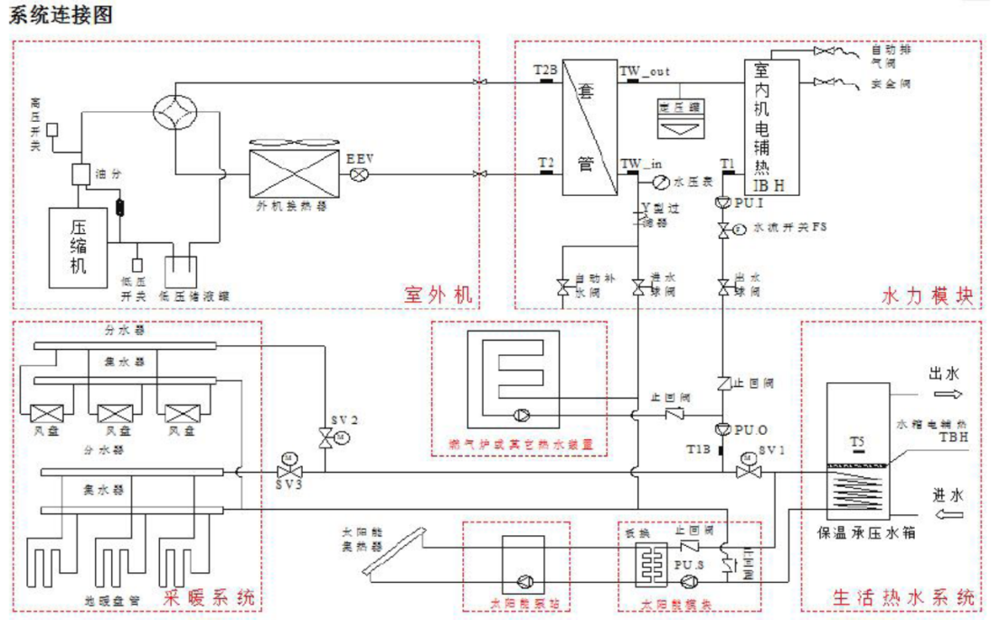 系统连接图
高压开关
油分
压缩机
低压开关
低压储液罐
外机换热器
EEV
室外机
T2B
T2
套管
TW_out
TW_in
定压罐
水压表
Y型过滤器
自动补水阀
进水球阀
室内机电辅热IBH
自动排气阀
安全阀
T1
PU.I
水流开关FS
F
出水球阀
水力模块
分水器
集水器
风盘
风盘
风盘
分水器
集水器
地暖盘管
采暖系统
SV2
M
M
SV3
燃气炉或其它热水装置
止回阀
止回阀
PU.O
T1B
M
SV1
太阳能集热器
太阳能泵站
板换
止回阀
PU.S
止回阀
太阳能模块
出水
水箱电辅热
TBH
T5
进水
保温承压水箱
生活热水系统